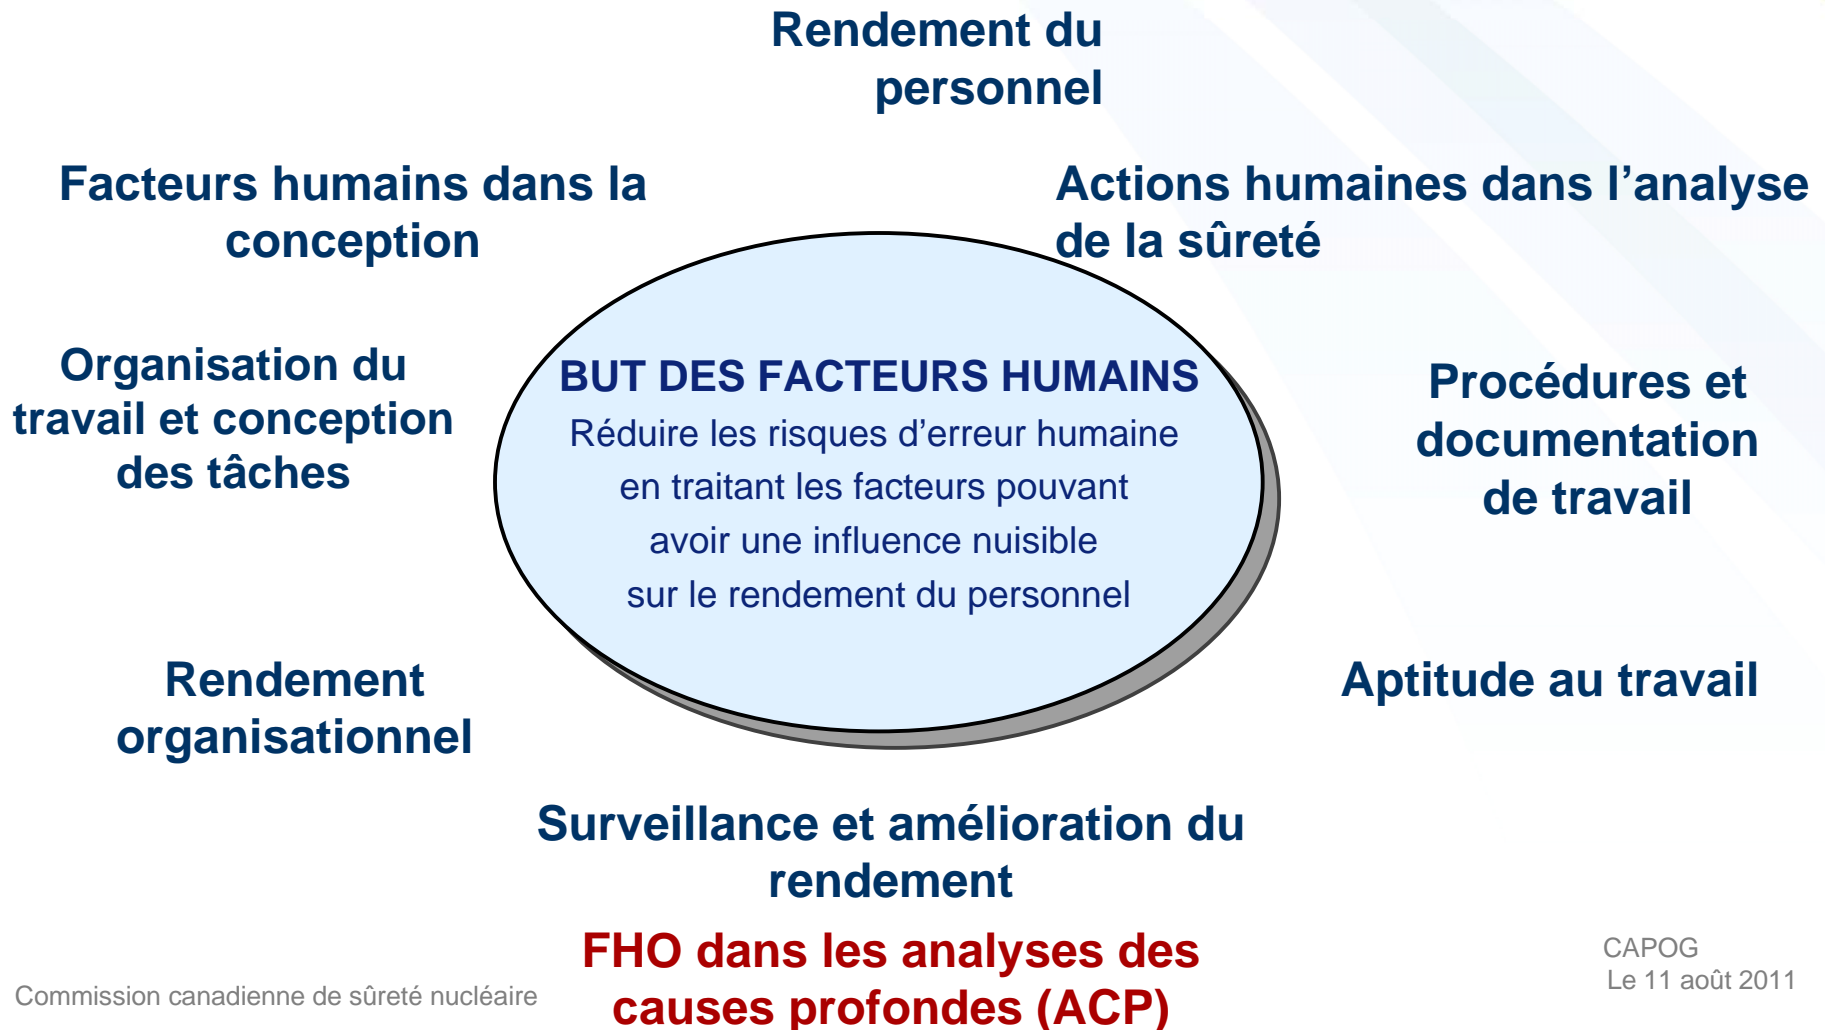 Rendement du
personnel
Facteurs humains dans la
conception
Actions humaines dans l’analyse
de la sûreté
Organisation du
travail et conception
des tâches
BUT DES FACTEURS HUMAINS
Réduire les risques d’erreur humaine
en traitant les facteurs pouvant
avoir une influence nuisible
sur le rendement du personnel
Procédures et
documentation
de travail
Rendement
organisationnel
Aptitude au travail
Surveillance et amélioration du
rendement
FHO dans les analyses des
causes profondes (ACP)
Commission canadienne de sûreté nucléaire
CAPOG
Le 11 août 2011